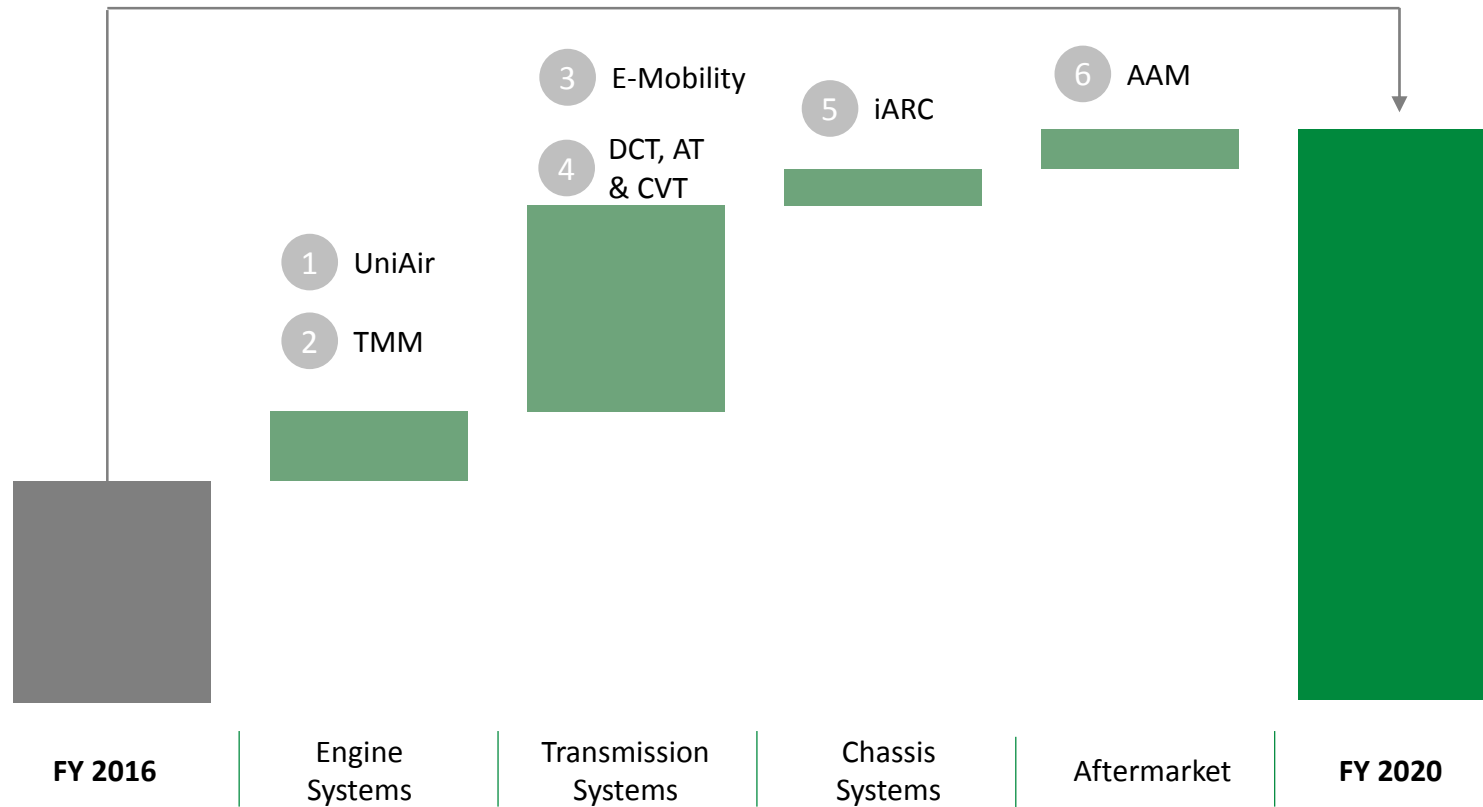 1 UniAir
2 TMM
3 E-Mobility
4 DCT, AT
& CVT
5 iARC
6 AAM
FY 2016
Engine
Systems
Transmission
Systems
Chassis
Systems
Aftermarket
FY 2020